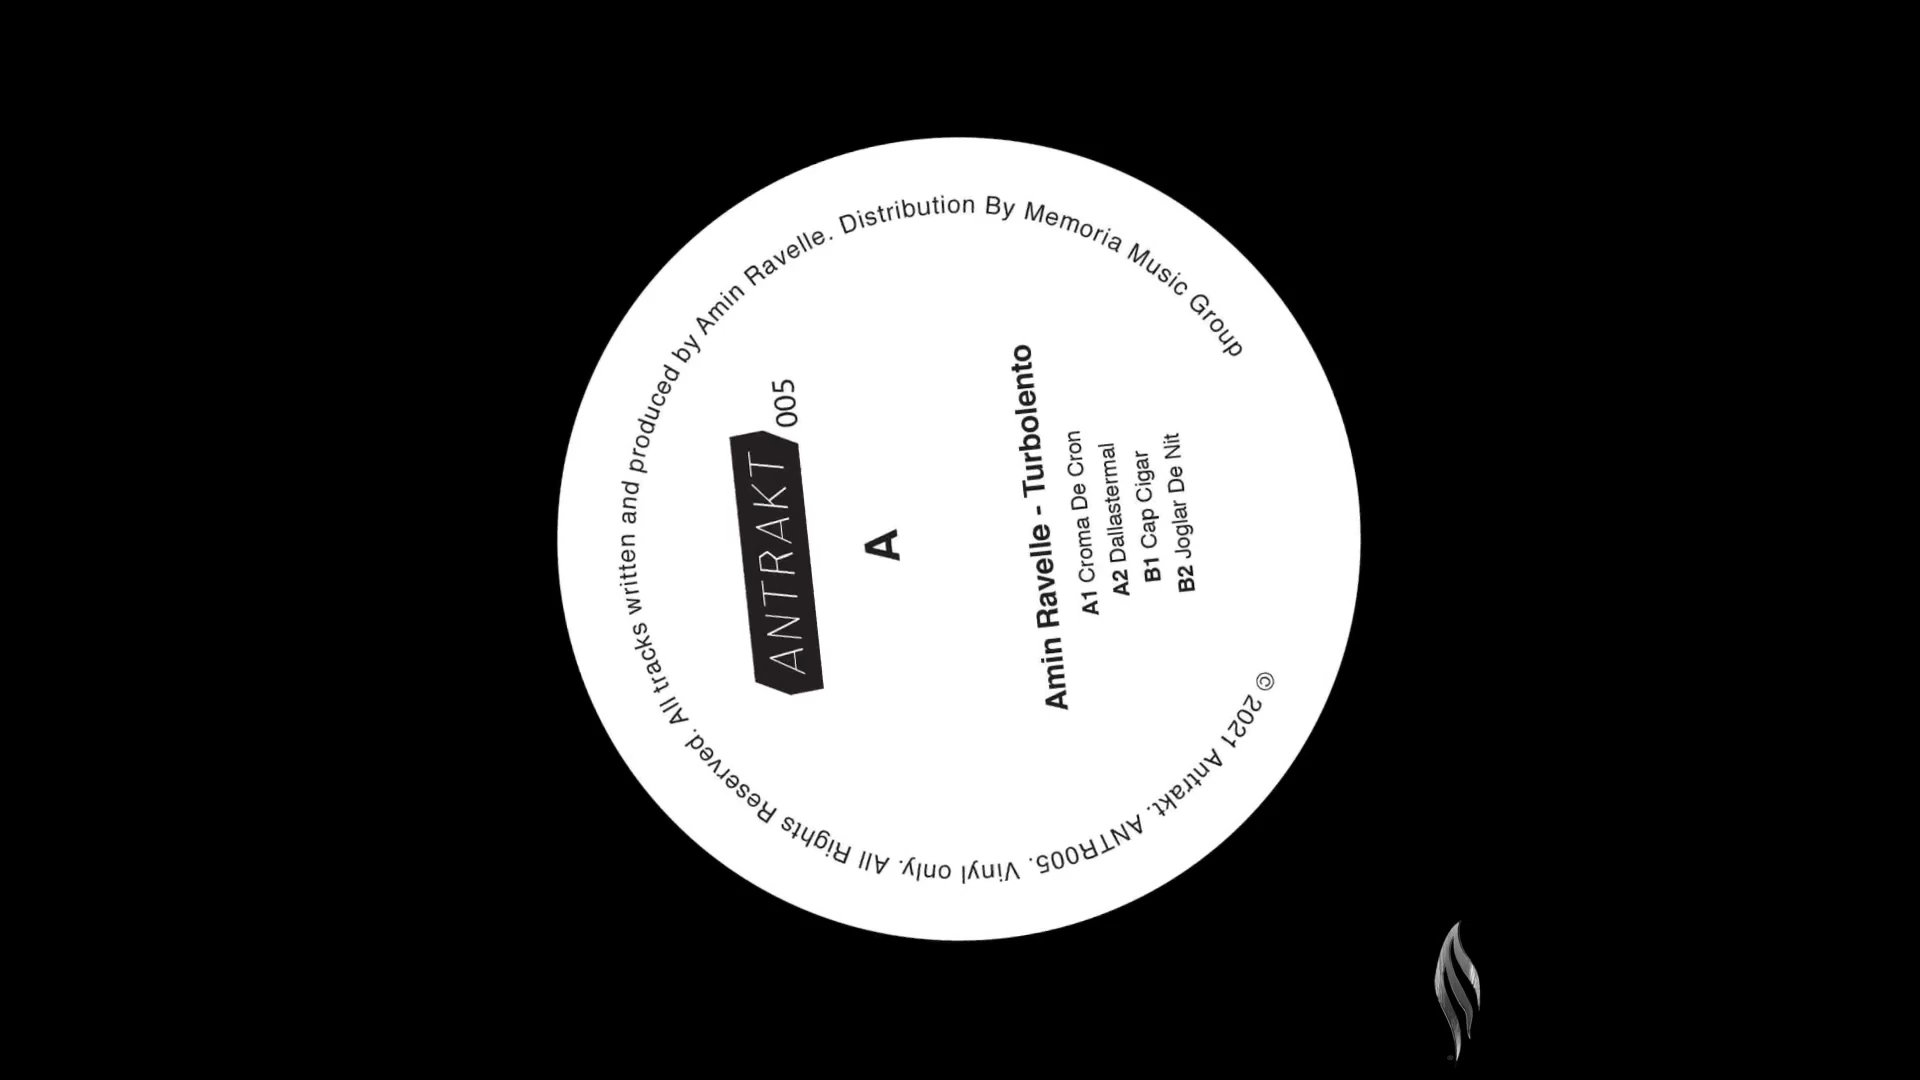 ANTRAKT 005
A
Amin Ravelle - Turbolento
A1 Croma De Cron
A2 Dallastermal
B1 Cap Cigar
B2 Joglar De Nit
© 2021 Antrakt. ANTR005. Vinyl only. All Rights Reserved. All tracks written and produced by Amin Ravelle. Distribution By Memoria Music Group